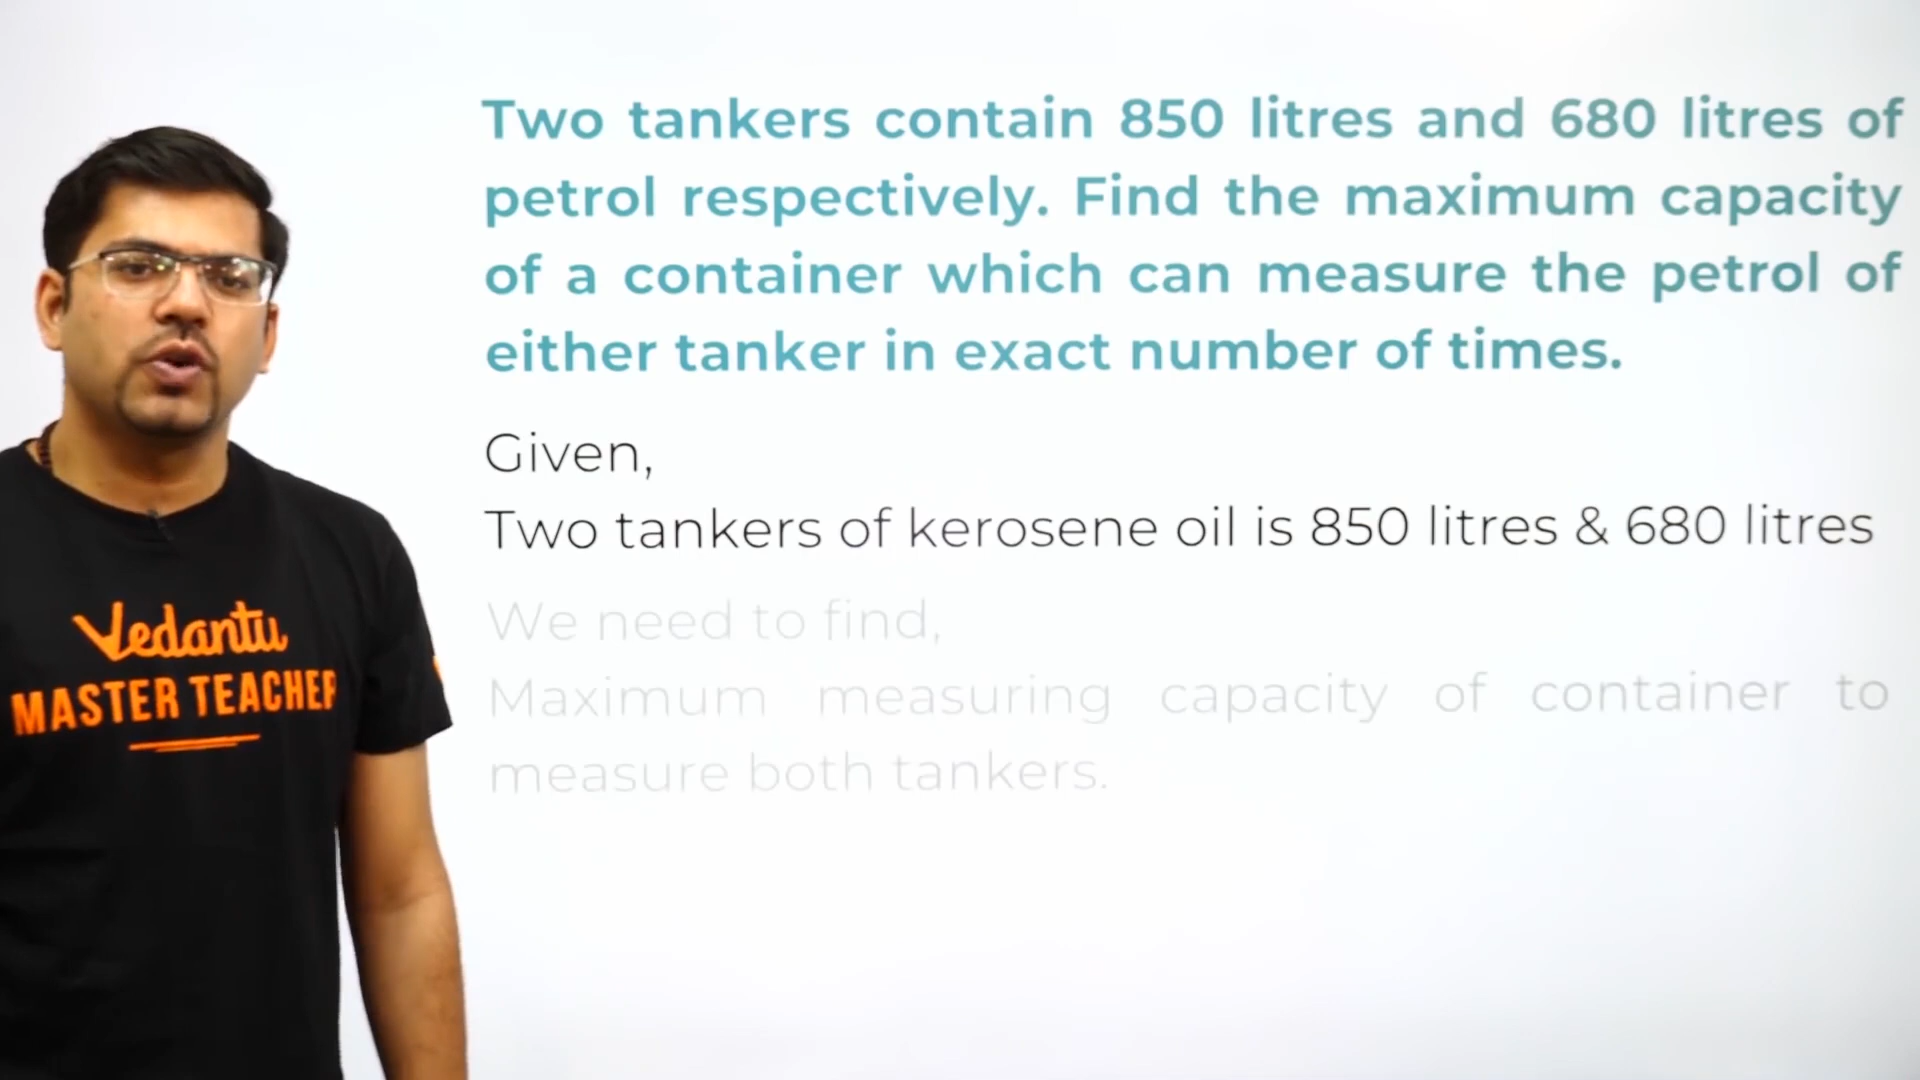 Two tankers contain 850 litres and 680 litres of
petrol respectively. Find the maximum capacity
of a container which can measure the petrol of
either tanker in exact number of times.
Given,
Two tankers of kerosene oil is 850 litres & 680 litres
We need to find,
Maximum measuring capacity of container to
measure both tankers.
Vedantu
MASTER TEACHER